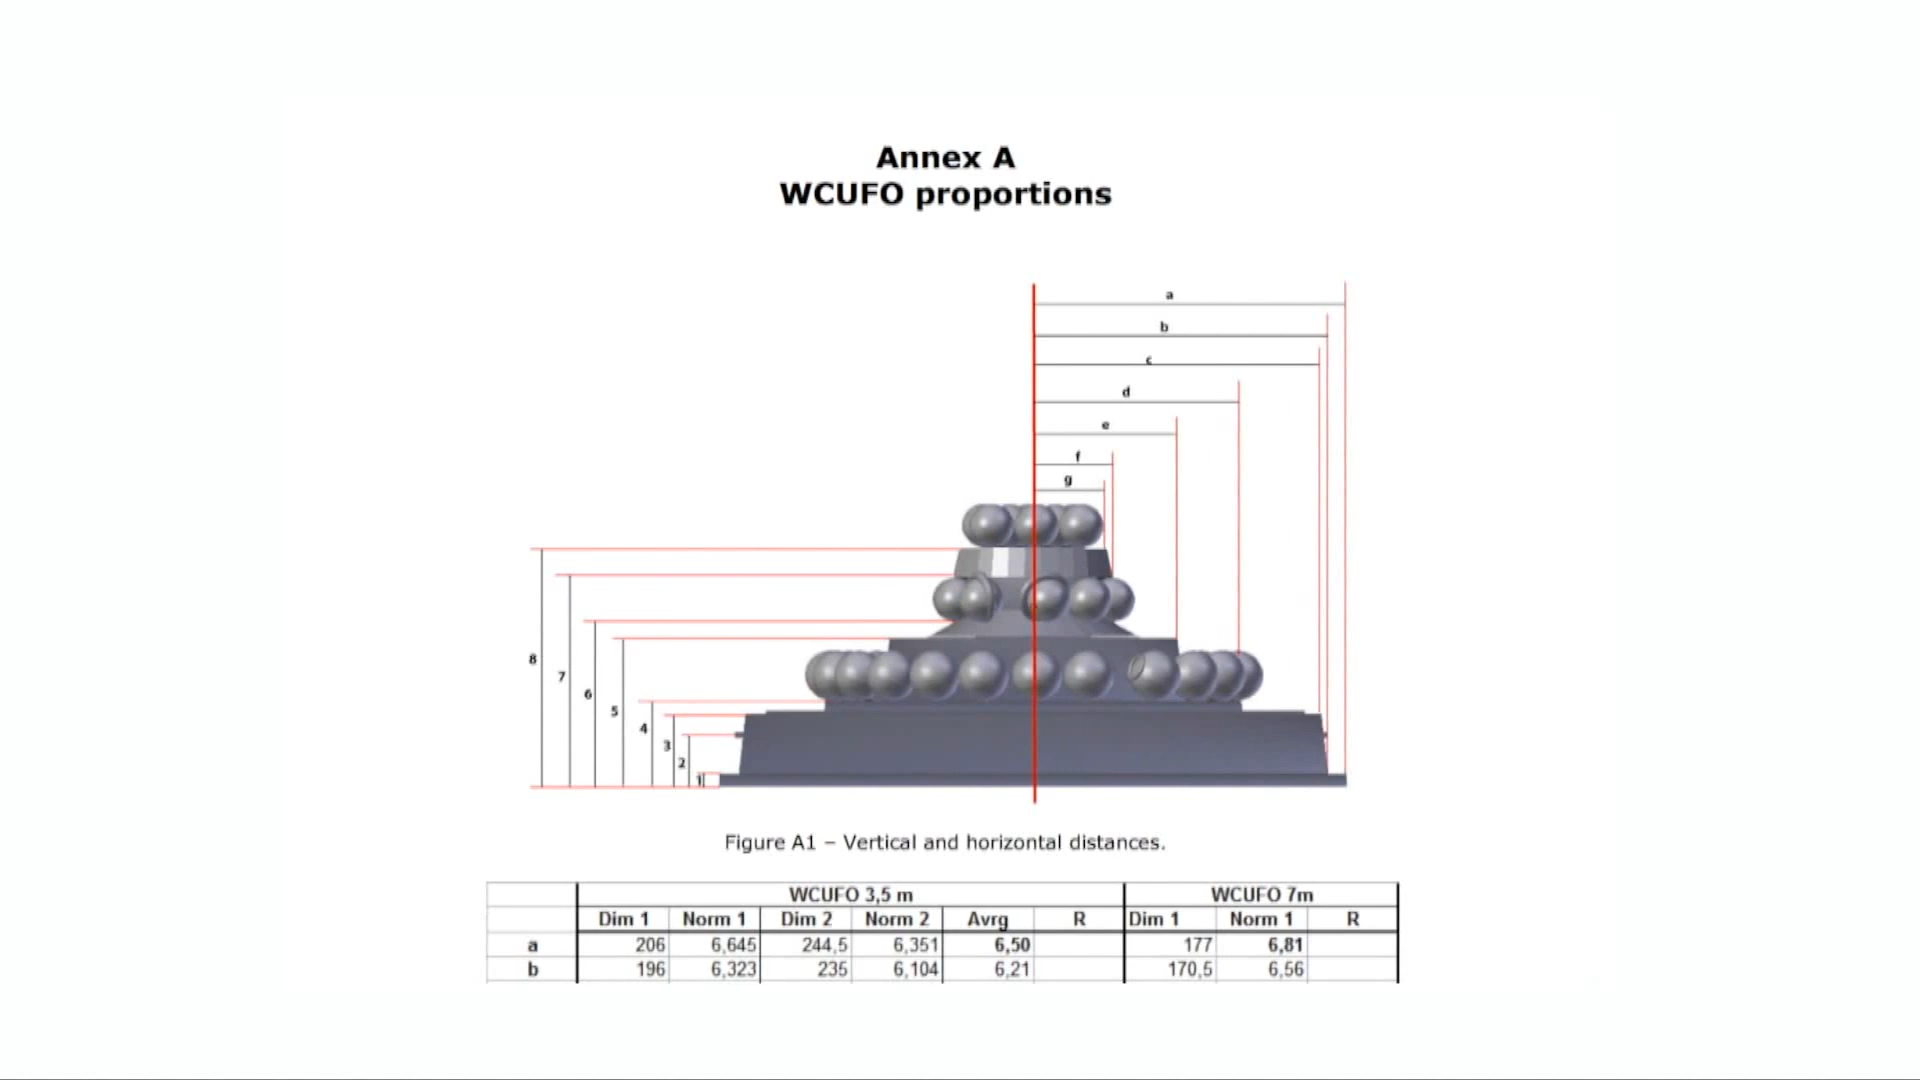 Annex A
WCUFO proportions
a
b
c
d
e
f
g
8
7
6
5
4
3
2
1
Figure A1 – Vertical and horizontal distances.
WCUFO 3,5 m WCUFO 7m
Dim 1 Norm 1 Dim 2 Norm 2 Avrg R Dim 1 Norm 1 R
a 206 6,645 244,5 6,351 6,50 177 6,81
b 196 6,323 235 6,104 6,21 170,5 6,56